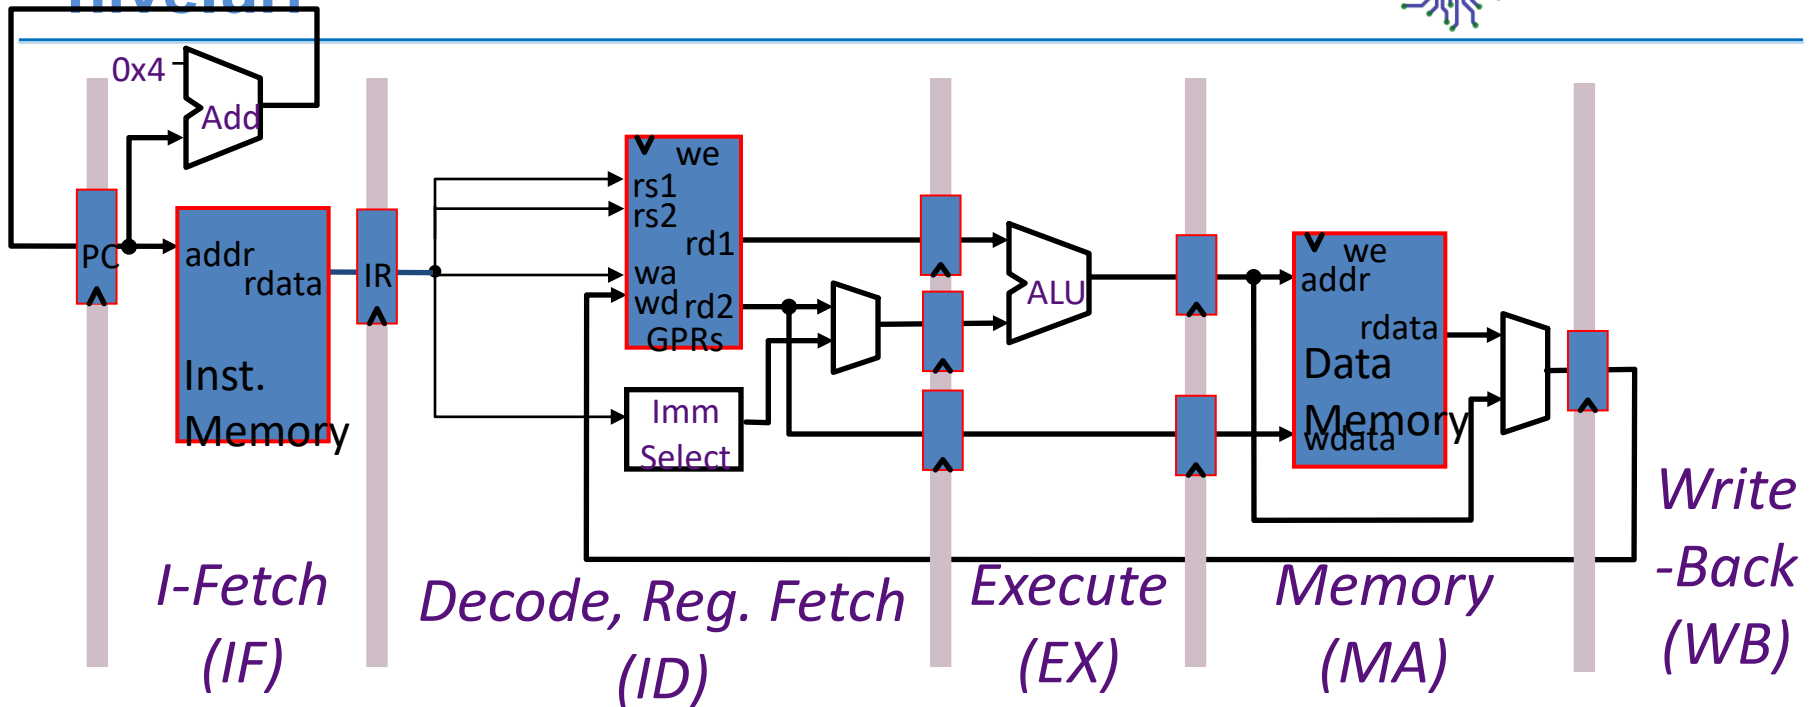 0x4
Add
PC
addr
rdata
Inst.
Memory
IR
we
rs1
rs2
rd1
wa
wd
rd2
GPRs
Imm
Select
ALU
we
addr
rdata
Data
Memory
wdata
I-Fetch
(IF)
Decode, Reg. Fetch
(ID)
Execute
(EX)
Memory
(MA)
Write
-Back
(WB)